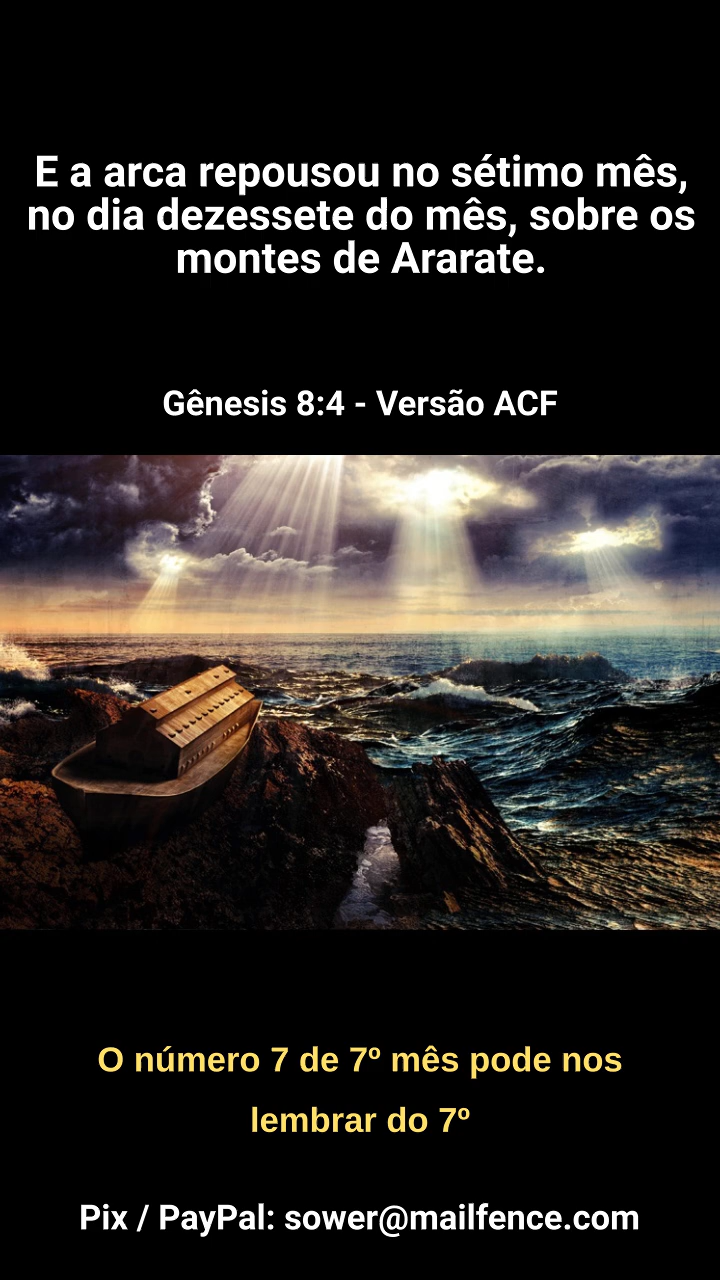 E a arca repousou no sétimo mês,
no dia dezessete do mês, sobre os
montes de Ararate.
Gênesis 8:4 - Versão ACF
O número 7 de 7º mês pode nos
lembrar do 7º
Pix / PayPal: sower@mailfence.com